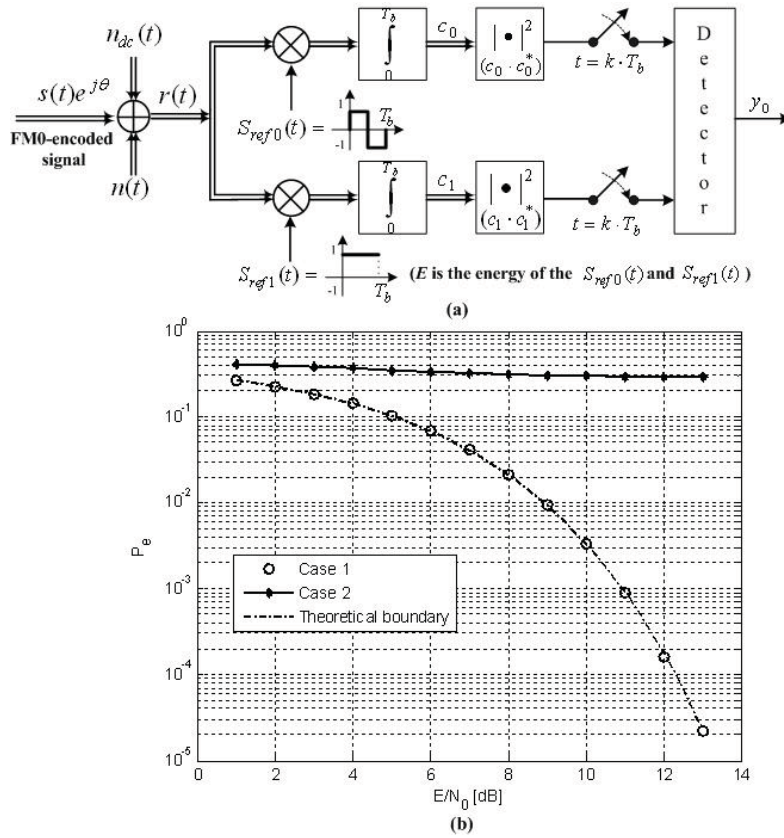 n_dc(t)
s(t)e^{jθ}
r(t)
FM0-encoded
signal
n(t)
T_b
∫
0
c_0
| • |^2
(c_0 · c_0^*)
t = k · T_b
S_ref0(t) =
1
-1
T_b
Detector
y_0
T_b
∫
0
c_1
| • |^2
(c_1 · c_1^*)
t = k · T_b
S_ref1(t) =
1
-1
T_b
(E is the energy of the S_ref0(t) and S_ref1(t) )
(a)
10^0
10^-1
10^-2
10^-3
10^-4
10^-5
P_e
Case 1
Case 2
Theoretical boundary
0 2 4 6 8 10 12 14
E/N_0 [dB]
(b)